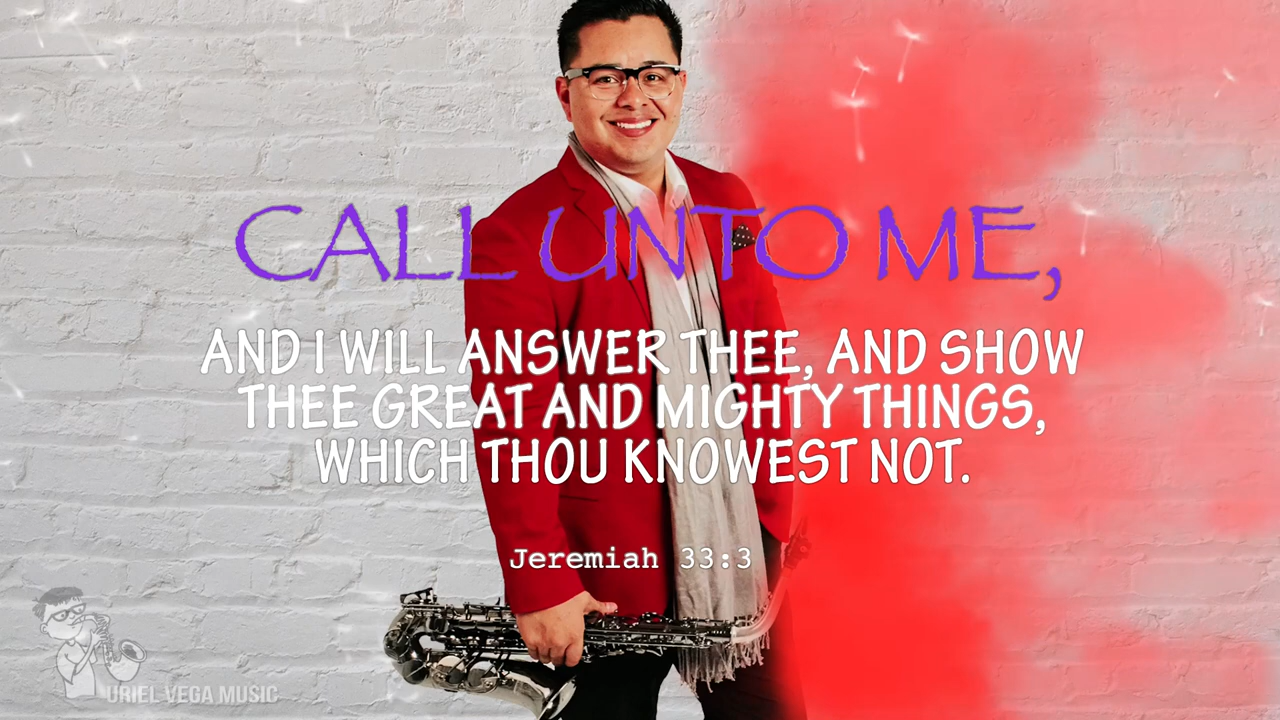 CALL UNTO ME,
AND I WILL ANSWER THEE, AND SHOW
THEE GREAT AND MIGHTY THINGS,
WHICH THOU KNOWEST NOT.
Jeremiah 33:3
URIEL VEGA MUSIC